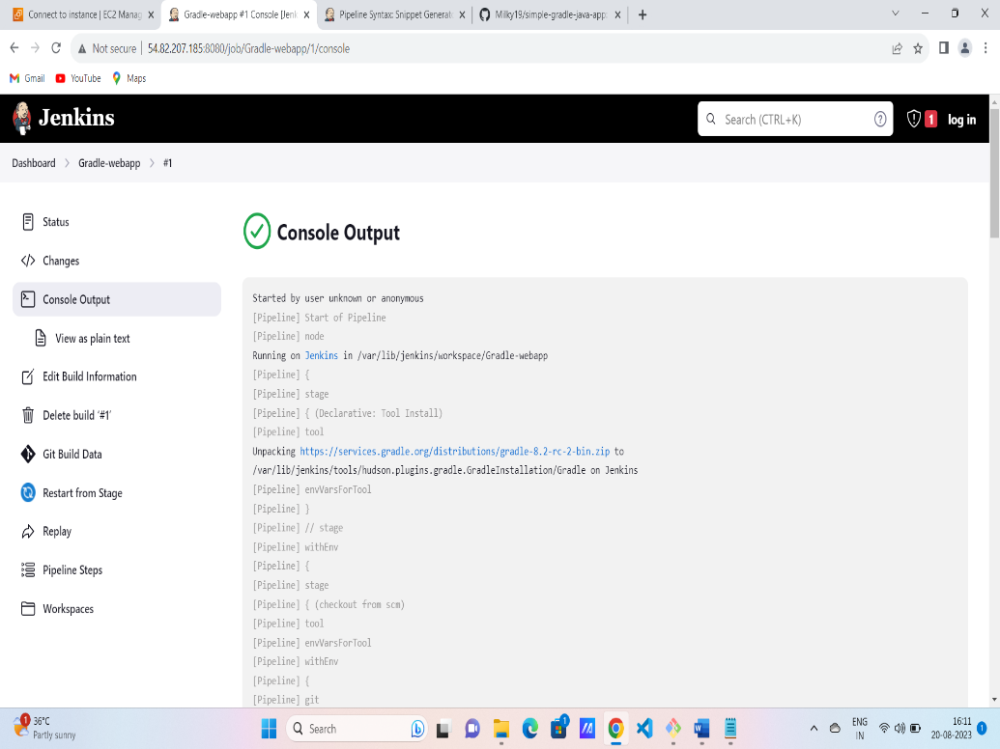 Connect to instance | EC2 Manag
Gradle-webapp #1 Console [Jenk
Pipeline Syntax: Snippet Generato
Milky19/simple-gradle-java-app:
Not secure 54.82.207.185:8080/job/Gradle-webapp/1/console
Gmail YouTube Maps
Jenkins
Search (CTRL+K)
1
log in
Dashboard > Gradle-webapp > #1
Status
Changes
Console Output
View as plain text
Edit Build Information
Delete build ‘#1’
Git Build Data
Restart from Stage
Replay
Pipeline Steps
Workspaces
Console Output
Started by user unknown or anonymous
[Pipeline] Start of Pipeline
[Pipeline] node
Running on Jenkins in /var/lib/jenkins/workspace/Gradle-webapp
[Pipeline] {
[Pipeline] stage
[Pipeline] { (Declarative: Tool Install)
[Pipeline] tool
Unpacking https://services.gradle.org/distributions/gradle-8.2-rc-2-bin.zip to
/var/lib/jenkins/tools/hudson.plugins.gradle.GradleInstallation/Gradle on Jenkins
[Pipeline] envVarsForTool
[Pipeline] }
[Pipeline] // stage
[Pipeline] withEnv
[Pipeline] {
[Pipeline] stage
[Pipeline] { (checkout from scm)
[Pipeline] tool
[Pipeline] envVarsForTool
[Pipeline] withEnv
[Pipeline] {
[Pipeline] git
1
36°C
Partly sunny
Search
1
ENG
IN
16:11
20-08-2023
1